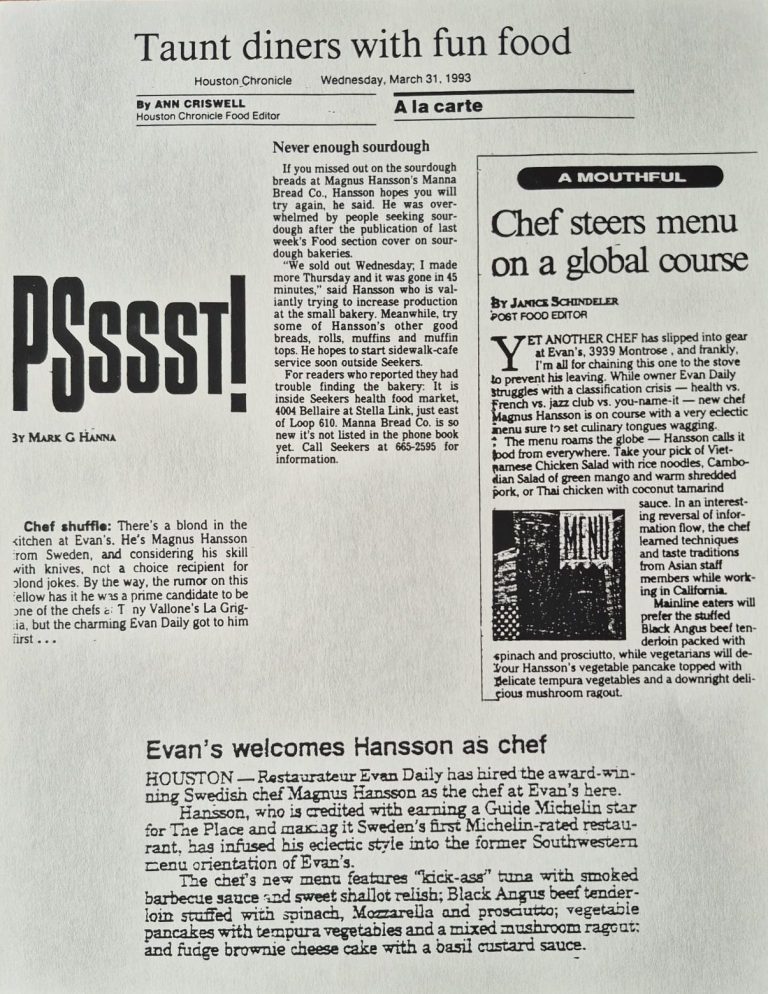 Taunt diners with fun food
Houston Chronicle Wednesday, March 31, 1993
By ANN CRISWELL
Houston Chronicle Food Editor
A la carte
Never enough sourdough
If you missed out on the sourdough
breads at Magnus Hansson's Manna
Bread Co., Hansson hopes you will
try again, he said. He was over-
whelmed by people seeking sour-
dough after the publication of last
week's Food section cover on sour-
dough bakeries.
"We sold out Wednesday; I made
more Thursday and it was gone in 45
minutes," said Hansson who is val-
iantly trying to increase production
at the small bakery. Meanwhile, try
some of Hansson's other good
breads, rolls, muffins and muffin
tops. He hopes to start sidewalk-cafe
service soon outside Seekers.
For readers who reported they had
trouble finding the bakery: It is
inside Seekers health food market,
4004 Bellaire at Stella Link, just east
of Loop 610. Manna Bread Co. is so
new it's not listed in the phone book
yet. Call Seekers at 665-2595 for
information.
PSsssst!
By MARK G HANNA
Chef shuffle: There's a blond in the
kitchen at Evan's. He's Magnus Hansson
from Sweden, and considering his skill
with knives, not a choice recipient for
blond jokes. By the way, the rumor on this
fellow has it he was a prime candidate to be
one of the chefs Tony Vallone's La Grig-
lia, but the charming Evan Daily got to him
first . . .
A MOUTHFUL
Chef steers menu
on a global course
By JANICE SCHINDELER
POST FOOD EDITOR
YET ANOTHER CHEF has slipped into gear
at Evan's, 3939 Montrose , and frankly,
I'm all for chaining this one to the stove
to prevent his leaving. While owner Evan Daily
struggles with a classification crisis — health vs.
French vs. jazz club vs. you-name-it — new chef
Magnus Hansson is on course with a very eclectic
menu sure to set culinary tongues wagging.
The menu roams the globe — Hansson calls it
food from everywhere. Take your pick of Viet-
namese Chicken Salad with rice noodles, Cambo-
dian Salad of green mango and warm shredded
pork, or Thai chicken with coconut tamarind
sauce. In an interest-
ing reversal of infor-
mation flow, the chef
learned techniques
and taste traditions
from Asian staff
members while work-
ing in California.
Mainline eaters will
prefer the stuffed
Black Angus beef ten-
derloin packed with
spinach and prosciutto, while vegetarians will de-
vour Hansson's vegetable pancake topped with
delicate tempura vegetables and a downright deli-
cious mushroom ragout.
MENU
Evan's welcomes Hansson as chef
HOUSTON — Restaurateur Evan Daily has hired the award-win-
ning Swedish chef Magnus Hansson as the chef at Evan's here.
Hansson, who is credited with earning a Guide Michelin star
for The Place and making it Sweden's first Michelin-rated restau-
rant, has infused his eclectic style into the former Southwestern
menu orientation of Evan's.
The chef's new menu features "kick-ass" tuna with smoked
barbecue sauce and sweet shallot relish; Black Angus beef tender-
loin stuffed with spinach, Mozzarella and prosciutto; vegetable
pancakes with tempura vegetables and a mixed mushroom ragout;
and fudge brownie cheese cake with a basil custard sauce.